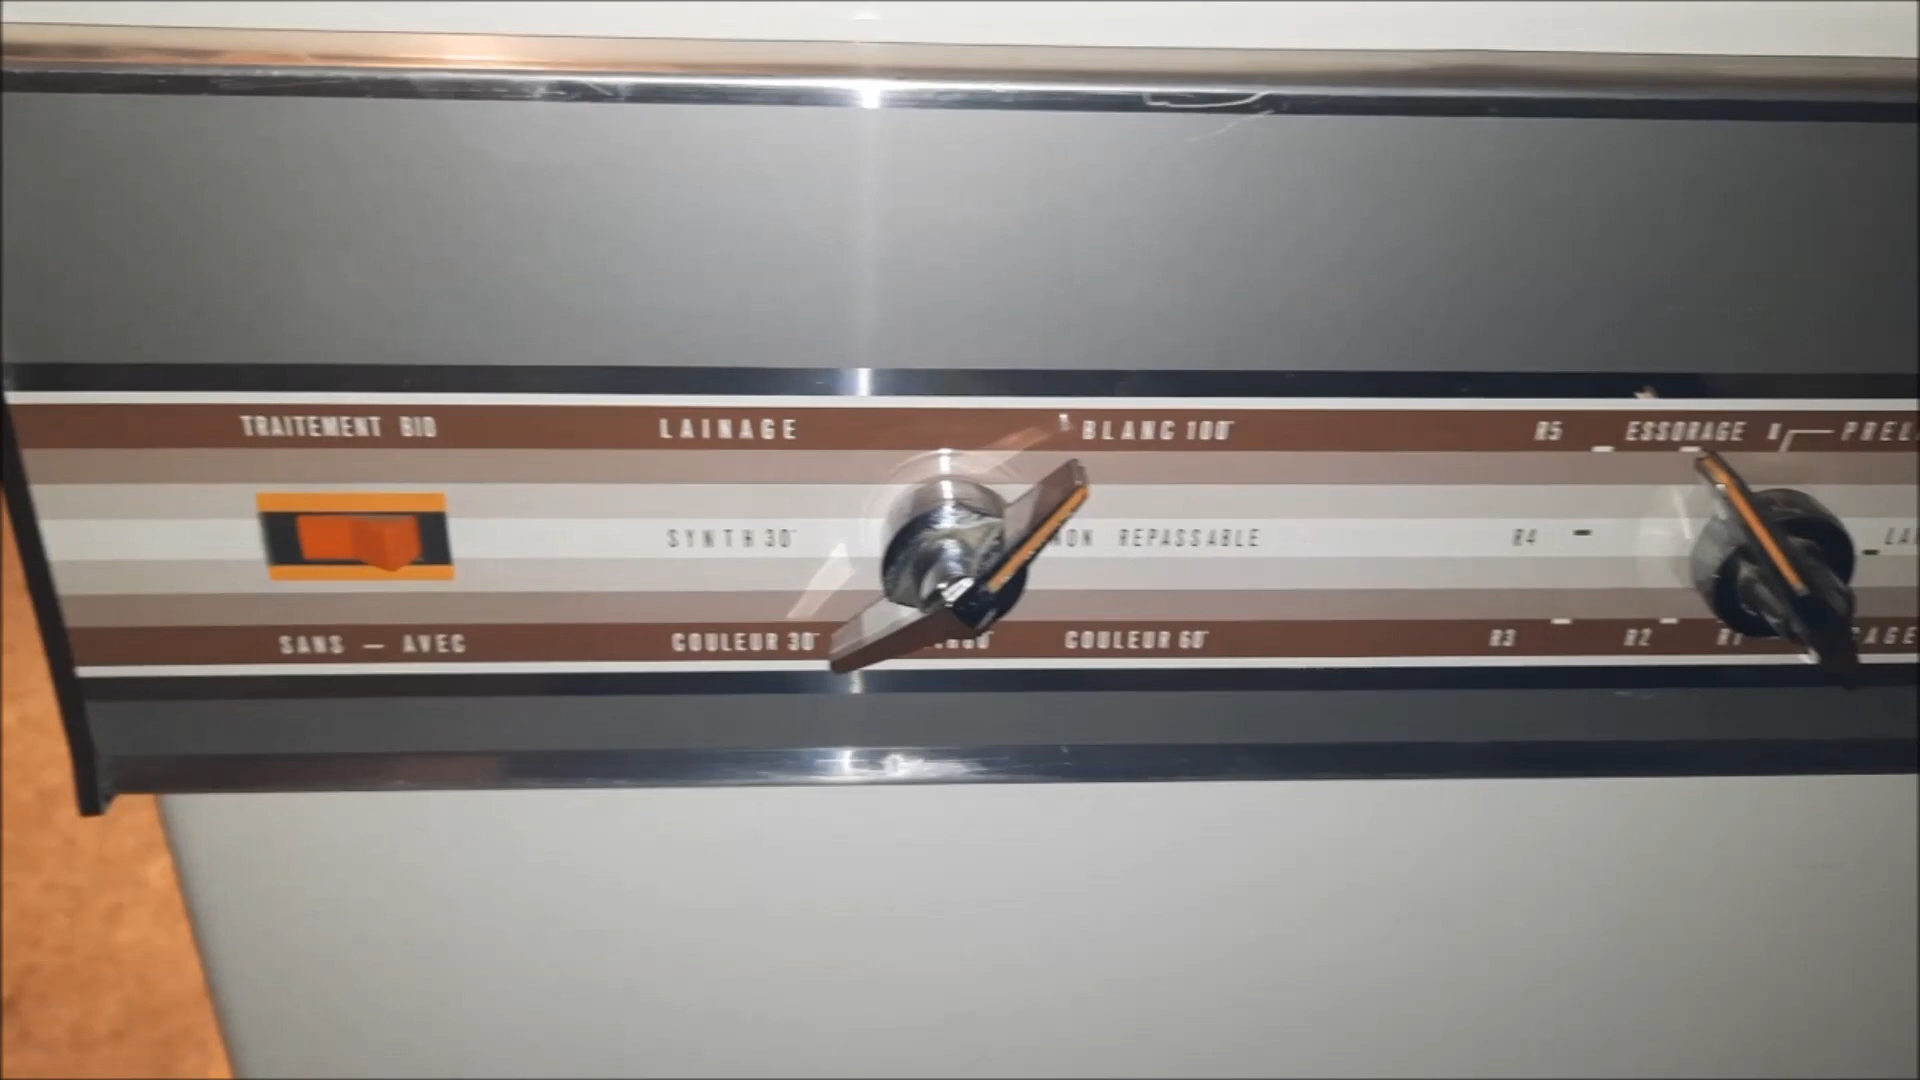 TRAITEMENT BIO
LAINAGE
BLANC 100°
R5
ESSORAGE
SYNTH 30°
REPASSABLE
R4
SANS — AVEC
COULEUR 30°
COULEUR 60°
R3
R2
R1